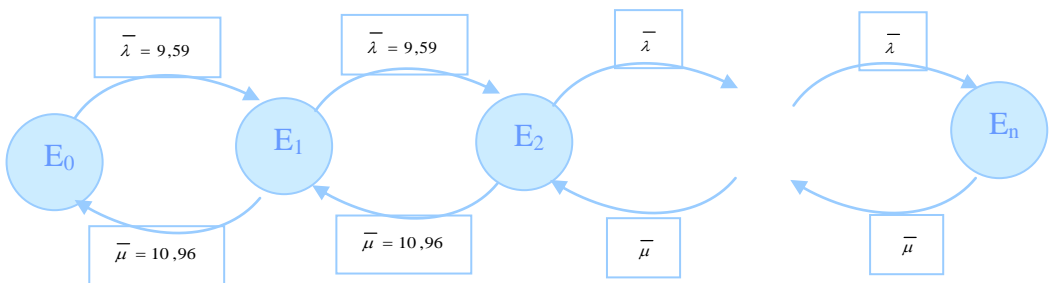 λ̅ = 9,59
λ̅ = 9,59
λ̅
λ̅
E₀
E₁
E₂
Eₙ
μ̅ = 10,96
μ̅ = 10,96
μ̅
μ̅